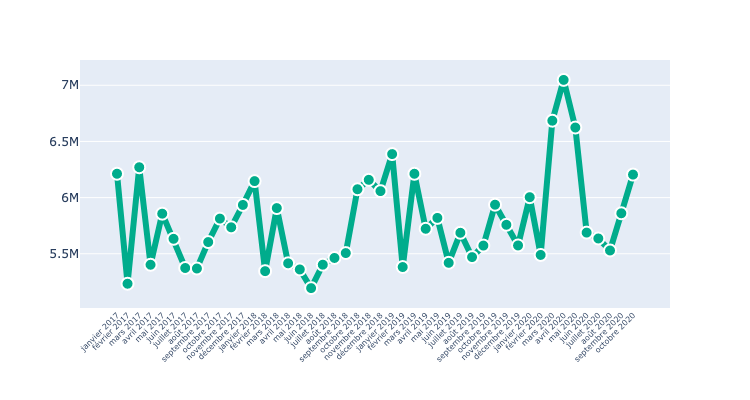 7M
6.5M
6M
5.5M
janvier 2017
février 2017
mars 2017
avril 2017
mai 2017
juin 2017
juillet 2017
août 2017
septembre 2017
octobre 2017
novembre 2017
décembre 2017
janvier 2018
février 2018
mars 2018
avril 2018
mai 2018
juin 2018
juillet 2018
août 2018
septembre 2018
octobre 2018
novembre 2018
décembre 2018
janvier 2019
février 2019
mars 2019
avril 2019
mai 2019
juin 2019
juillet 2019
août 2019
septembre 2019
octobre 2019
novembre 2019
décembre 2019
janvier 2020
février 2020
mars 2020
avril 2020
mai 2020
juin 2020
juillet 2020
août 2020
septembre 2020
octobre 2020